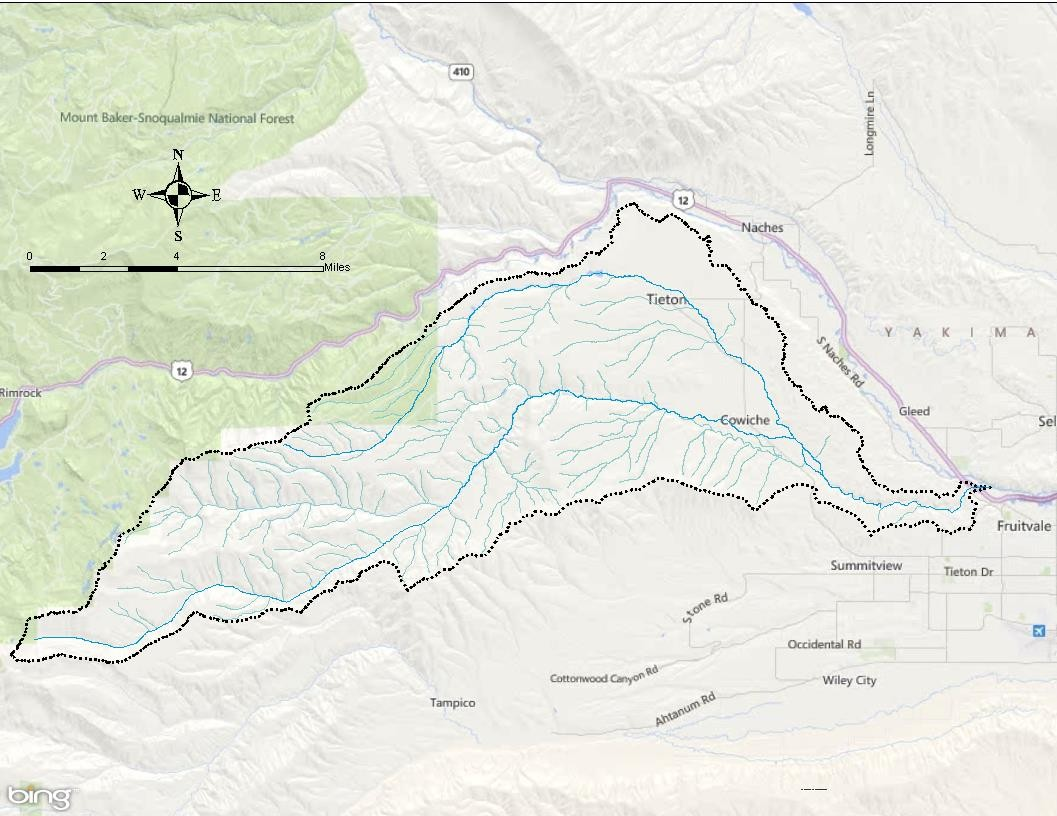 410
Mount Baker-Snoqualmie National Forest
Longmire Ln
N
W E
S
12
Naches
0 2 4 8
Miles
Tieton
YAKIMA
S Naches Rd
12
Rimrock
Gleed
Cowiche
Sel
Fruitvale
Summitview
Tieton Dr
Stone Rd
Occidental Rd
Cottonwood Canyon Rd
Wiley City
Tampico
Ahtanum Rd
bing